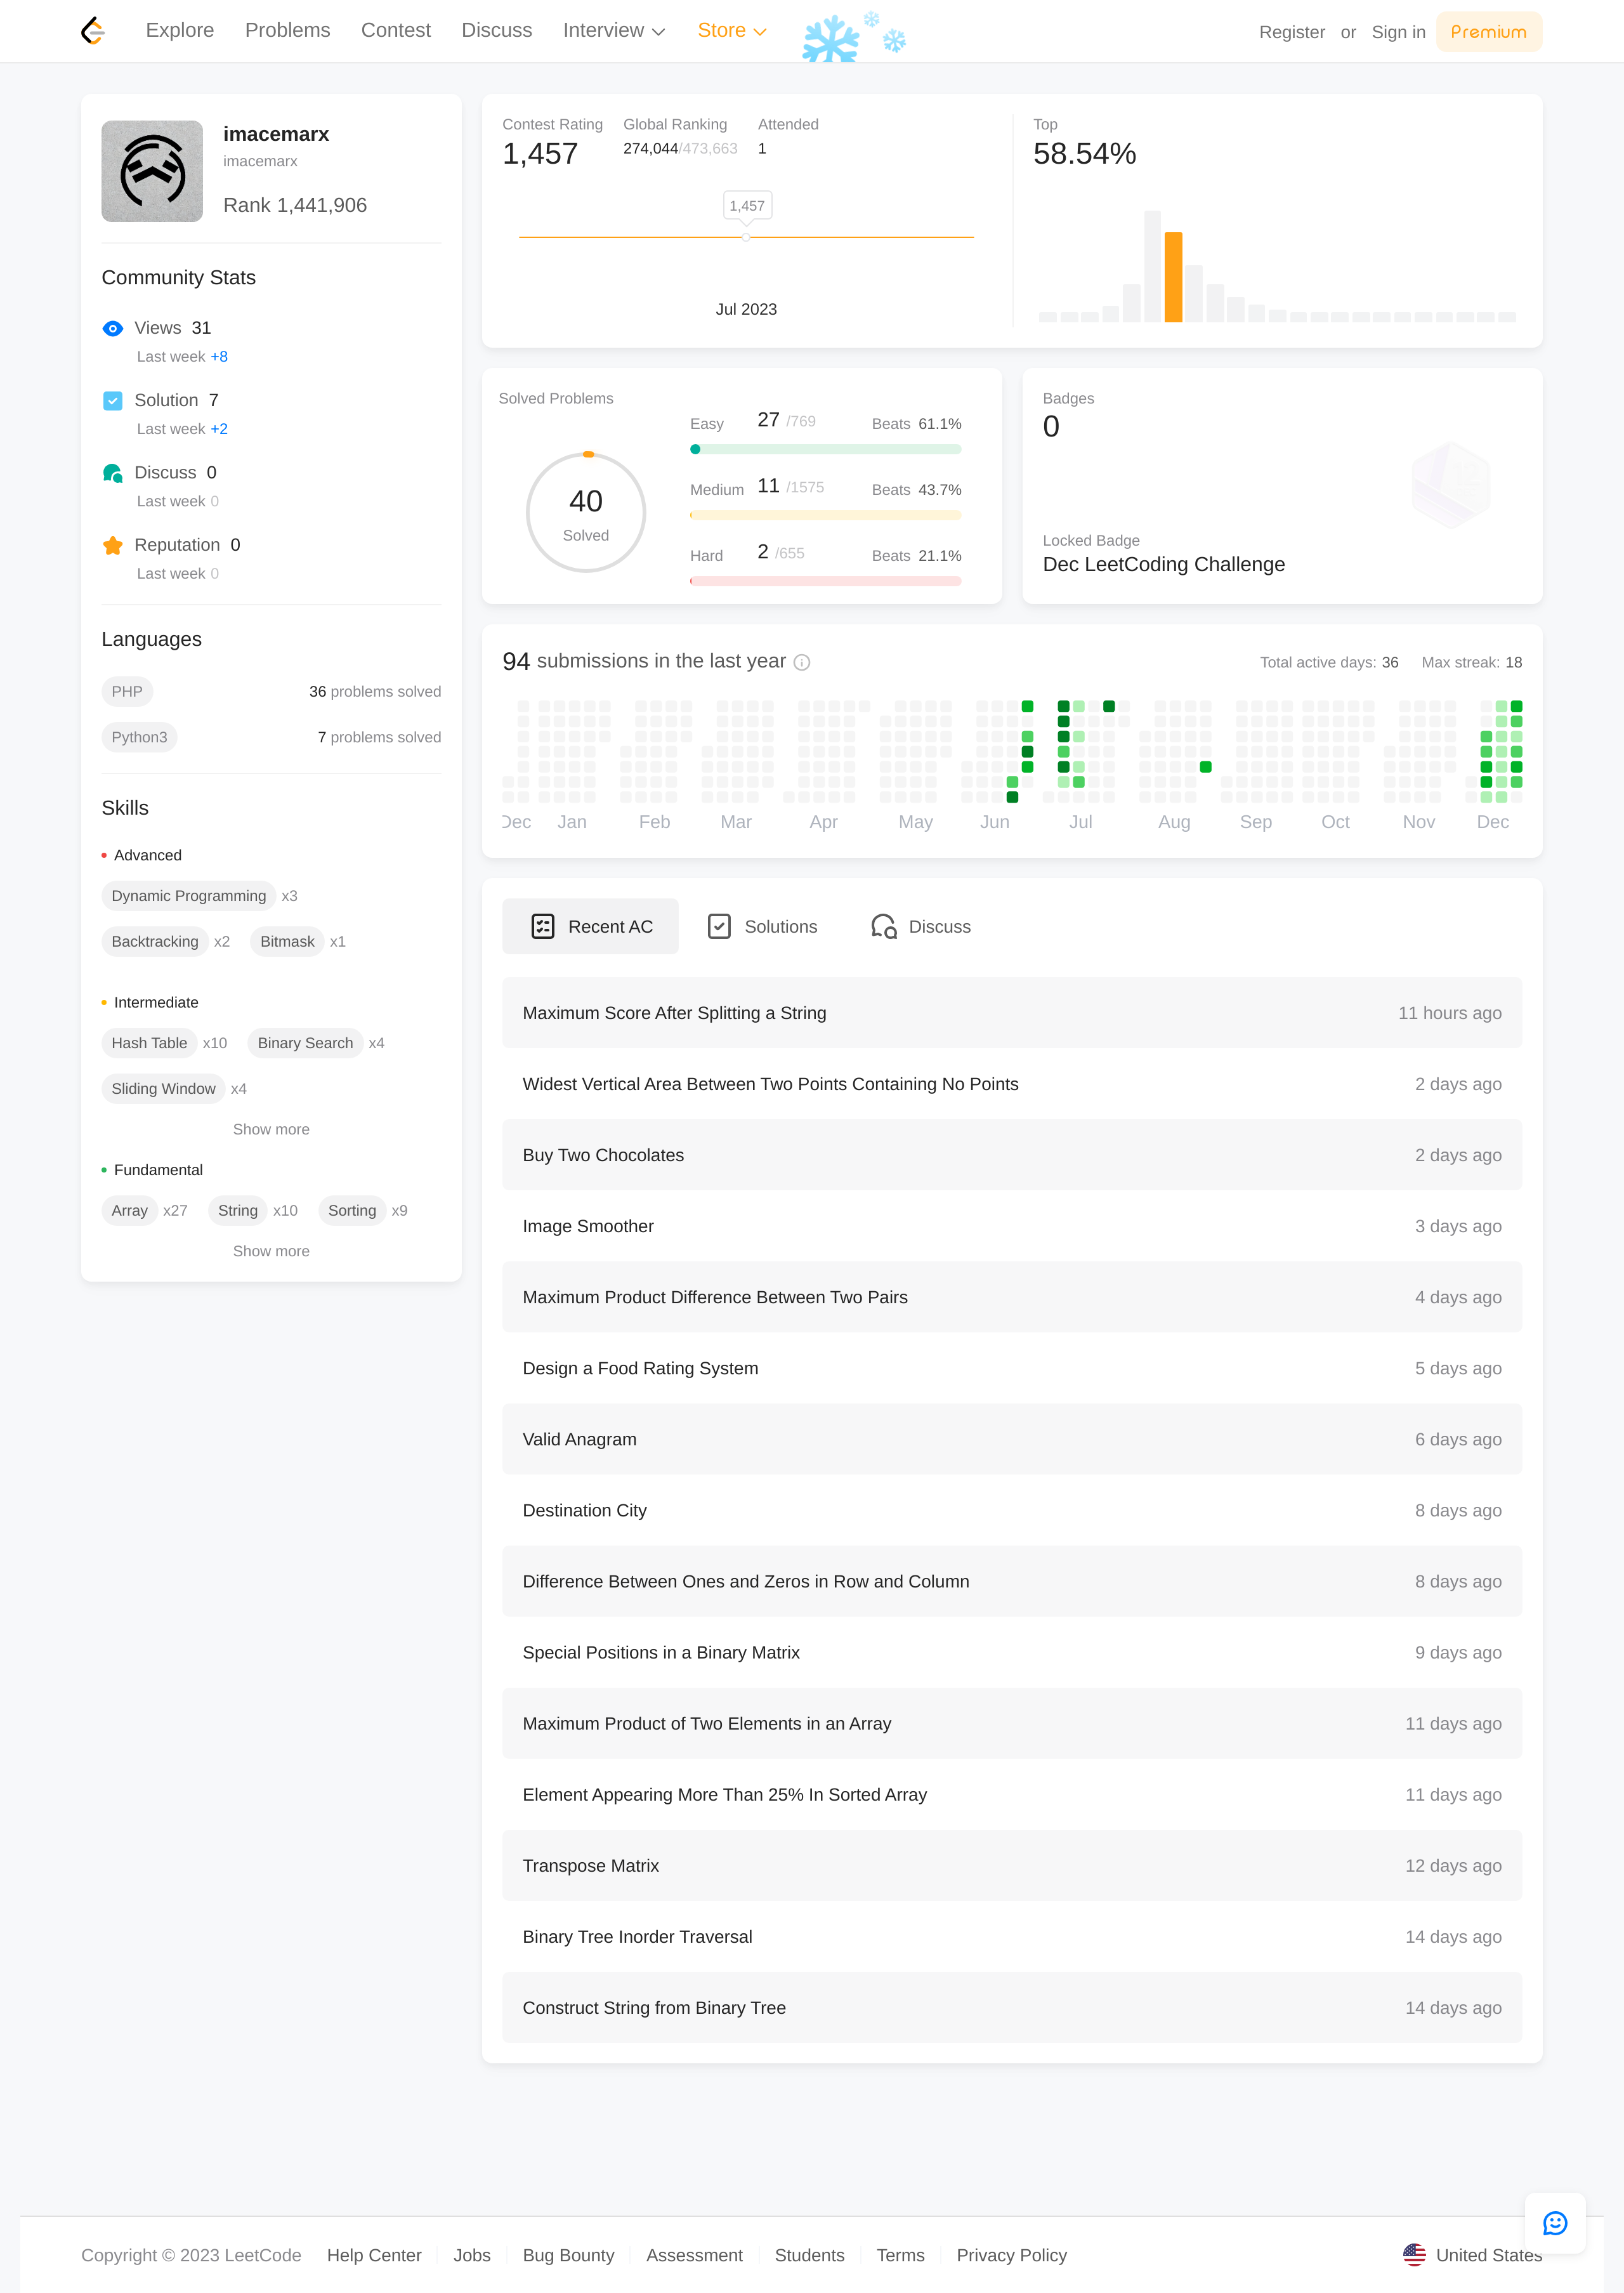 Explore Problems Contest Discuss Interview Store Register or Sign in Premium
imacemarx
imacemarx
Rank 1,441,906
Community Stats
Views 31
Last week +8
Solution 7
Last week +2
Discuss 0
Last week 0
Reputation 0
Last week 0
Languages
PHP 36 problems solved
Python3 7 problems solved
Skills
Advanced
Dynamic Programming x3
Backtracking x2 Bitmask x1
Intermediate
Hash Table x10 Binary Search x4
Sliding Window x4
Show more
Fundamental
Array x27 String x10 Sorting x9
Show more
Contest Rating Global Ranking Attended
1,457 274,044/473,663 1
1,457
Jul 2023
Top
58.54%
Solved Problems
40
Solved
Easy 27 /769 Beats 61.1%
Medium 11 /1575 Beats 43.7%
Hard 2 /655 Beats 21.1%
Badges
0
Locked Badge
Dec LeetCoding Challenge
94 submissions in the last year Total active days: 36 Max streak: 18
Dec Jan Feb Mar Apr May Jun Jul Aug Sep Oct Nov Dec
Recent AC Solutions Discuss
Maximum Score After Splitting a String 11 hours ago
Widest Vertical Area Between Two Points Containing No Points 2 days ago
Buy Two Chocolates 2 days ago
Image Smoother 3 days ago
Maximum Product Difference Between Two Pairs 4 days ago
Design a Food Rating System 5 days ago
Valid Anagram 6 days ago
Destination City 8 days ago
Difference Between Ones and Zeros in Row and Column 8 days ago
Special Positions in a Binary Matrix 9 days ago
Maximum Product of Two Elements in an Array 11 days ago
Element Appearing More Than 25% In Sorted Array 11 days ago
Transpose Matrix 12 days ago
Binary Tree Inorder Traversal 14 days ago
Construct String from Binary Tree 14 days ago
Copyright © 2023 LeetCode Help Center Jobs Bug Bounty Assessment Students Terms Privacy Policy United States